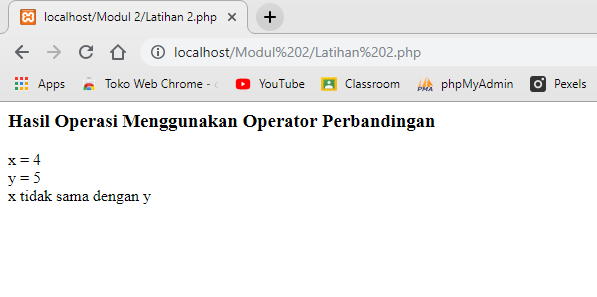 localhost/Modul 2/Latihan 2.php
localhost/Modul%202/Latihan%202.php
Apps Toko Web Chrome - YouTube Classroom PMA phpMyAdmin Pexels
Hasil Operasi Menggunakan Operator Perbandingan
x = 4
y = 5
x tidak sama dengan y